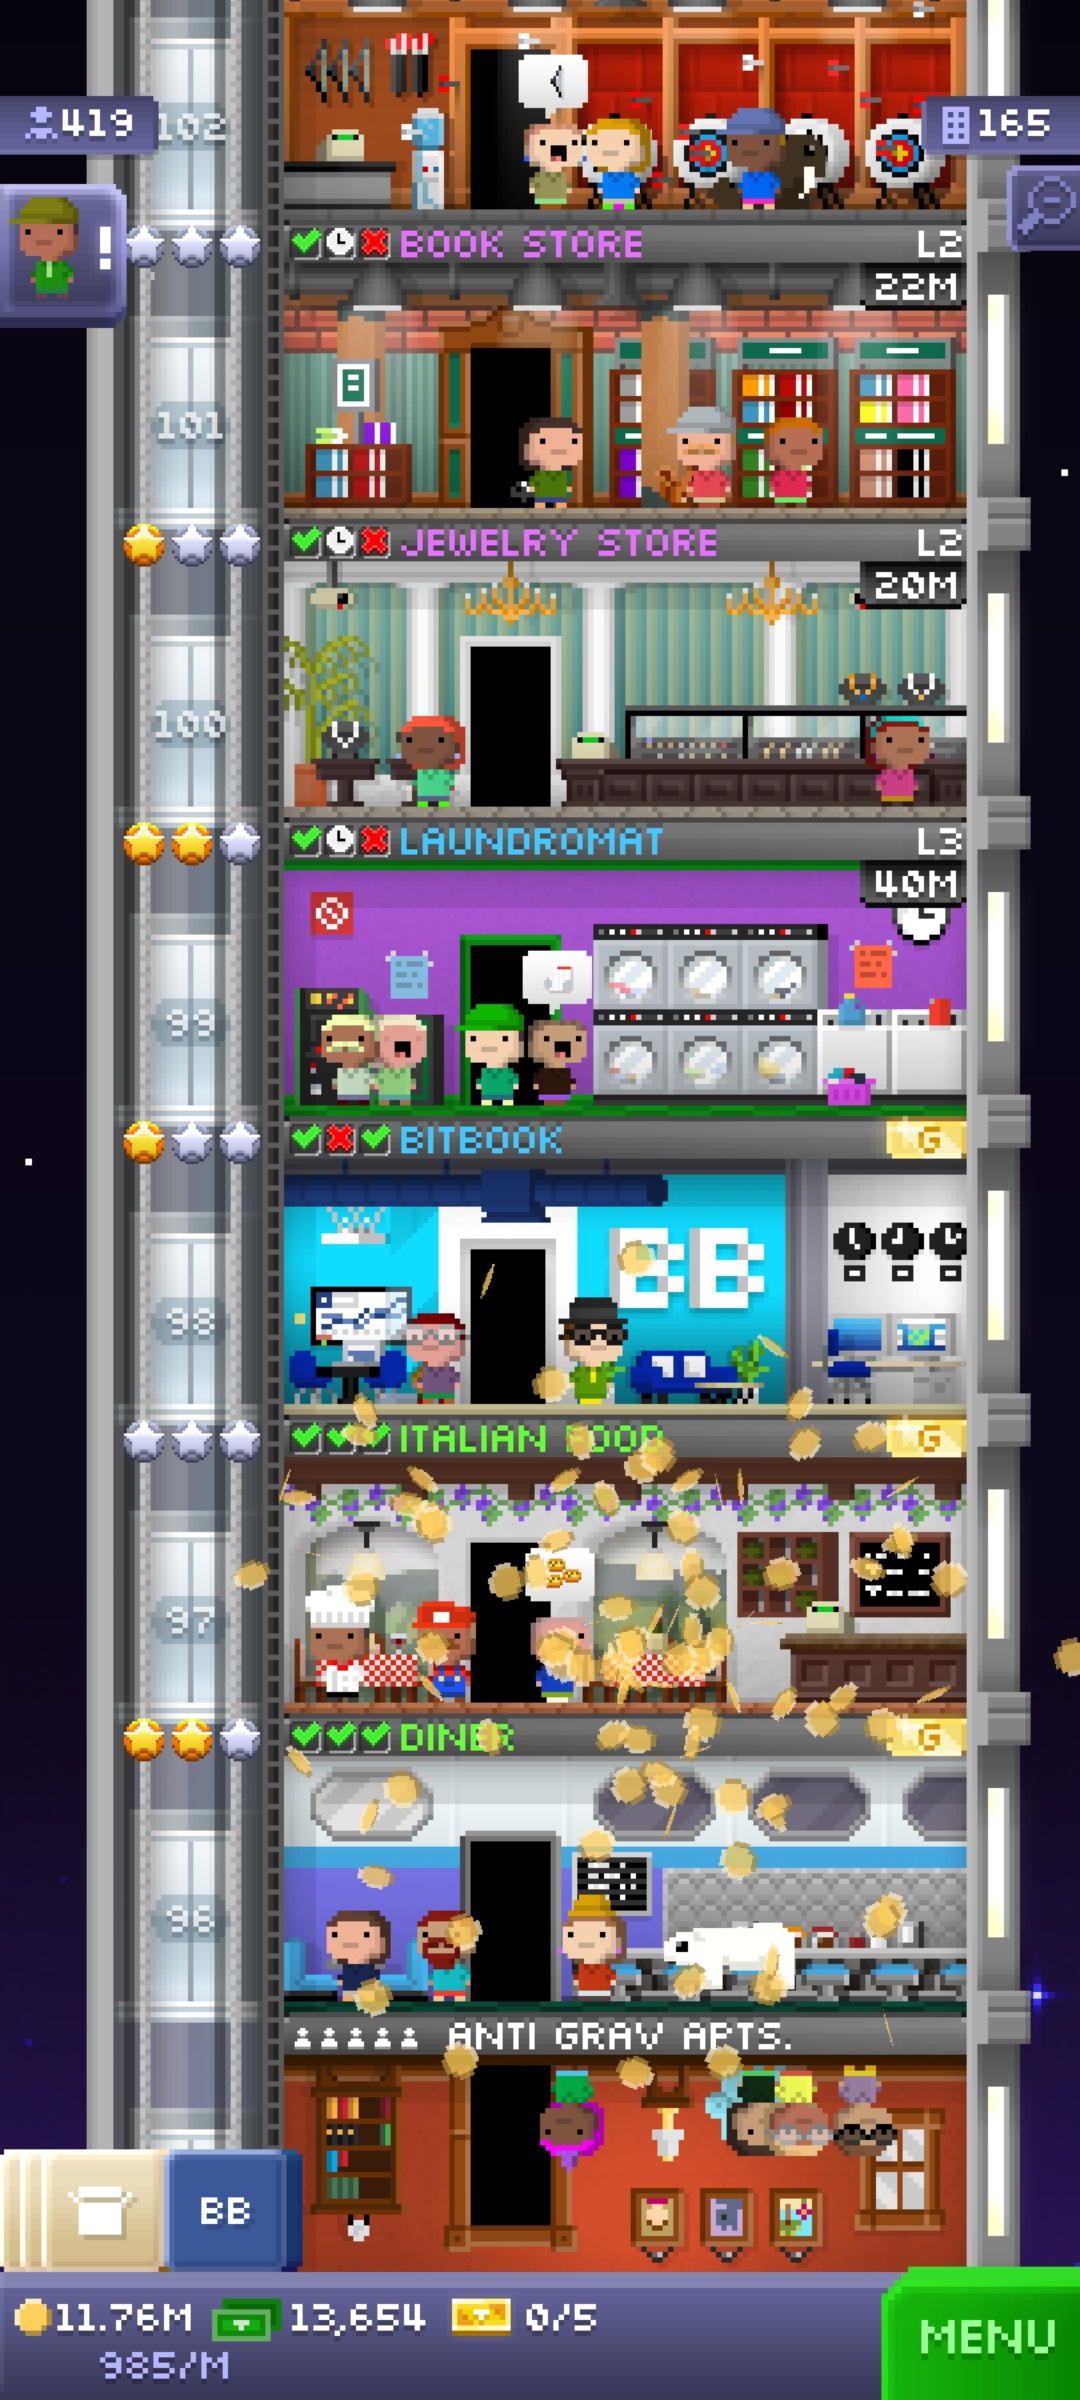 419
102
165
BOOK STORE L2
22M
101
JEWELRY STORE L2
20M
100
LAUNDROMAT L3
40M
99
BITBOOK G
BB
98
ITALIAN FOOD G
97
DINER G
96
ANTI GRAV APTS.
BB
11.76M 13,654 0/5
985/M
MENU